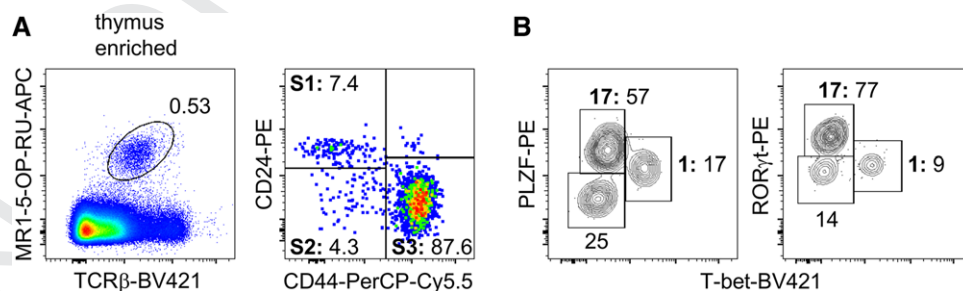 A
thymus
enriched
MR1-5-OP-RU-APC
0.53
TCRβ-BV421
CD24-PE
S1: 7.4
S2: 4.3
S3: 87.6
CD44-PerCP-Cy5.5
B
PLZF-PE
17: 57
1: 17
25
RORγt-PE
17: 77
1: 9
14
T-bet-BV421